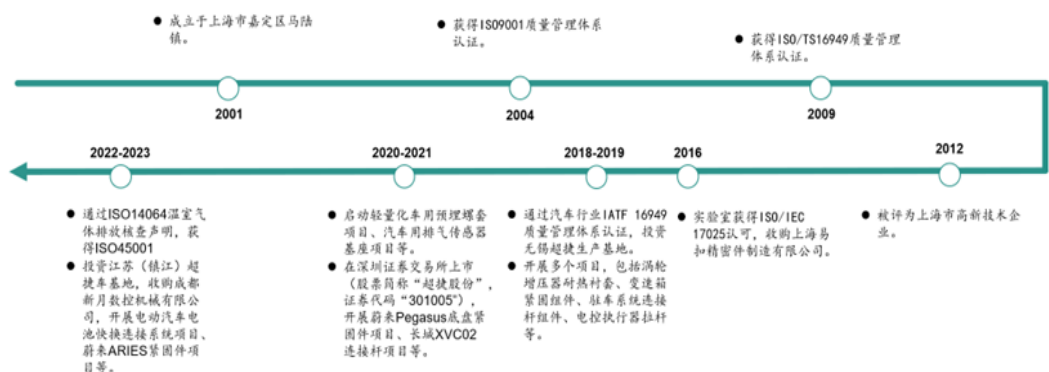 ● 成立于上海市嘉定区马陆
镇。
● 获得ISO9001质量管理体系
认证。
● 获得ISO/TS16949质量管理
体系认证。
2001
2004
2009
2022-2023
2020-2021
2018-2019
2016
2012
● 通过ISO14064温室气
体排放核查声明，获
得ISO45001
● 投资江苏（镇江）超
捷车基地，收购成都
新月数控机械有限公
司，开展电动汽车电
池快换连接系统项目、
蔚来ARIES紧固件项
目等。
● 启动轻量化车用预埋螺套
项目、汽车用排气传感器
基座项目等。
● 在深圳证券交易所上市
（股票简称“超捷股份”，
证券代码“301005”），
开展蔚来Pegasus底盘紧
固件项目、长城XVC02
连接杆项目等。
● 通过汽车行业IATF 16949
质量管理体系认证，投资
无锡超捷生产基地。
● 开展多个项目，包括涡轮
增压器耐热衬套、变速箱
紧固组件、驻车系统连接
杆组件、电控执行器拉杆
等。
● 实验室获得ISO/IEC
17025认可，收购上海易
扣精密件制造有限公司。
● 被评为上海市高新技术企
业。